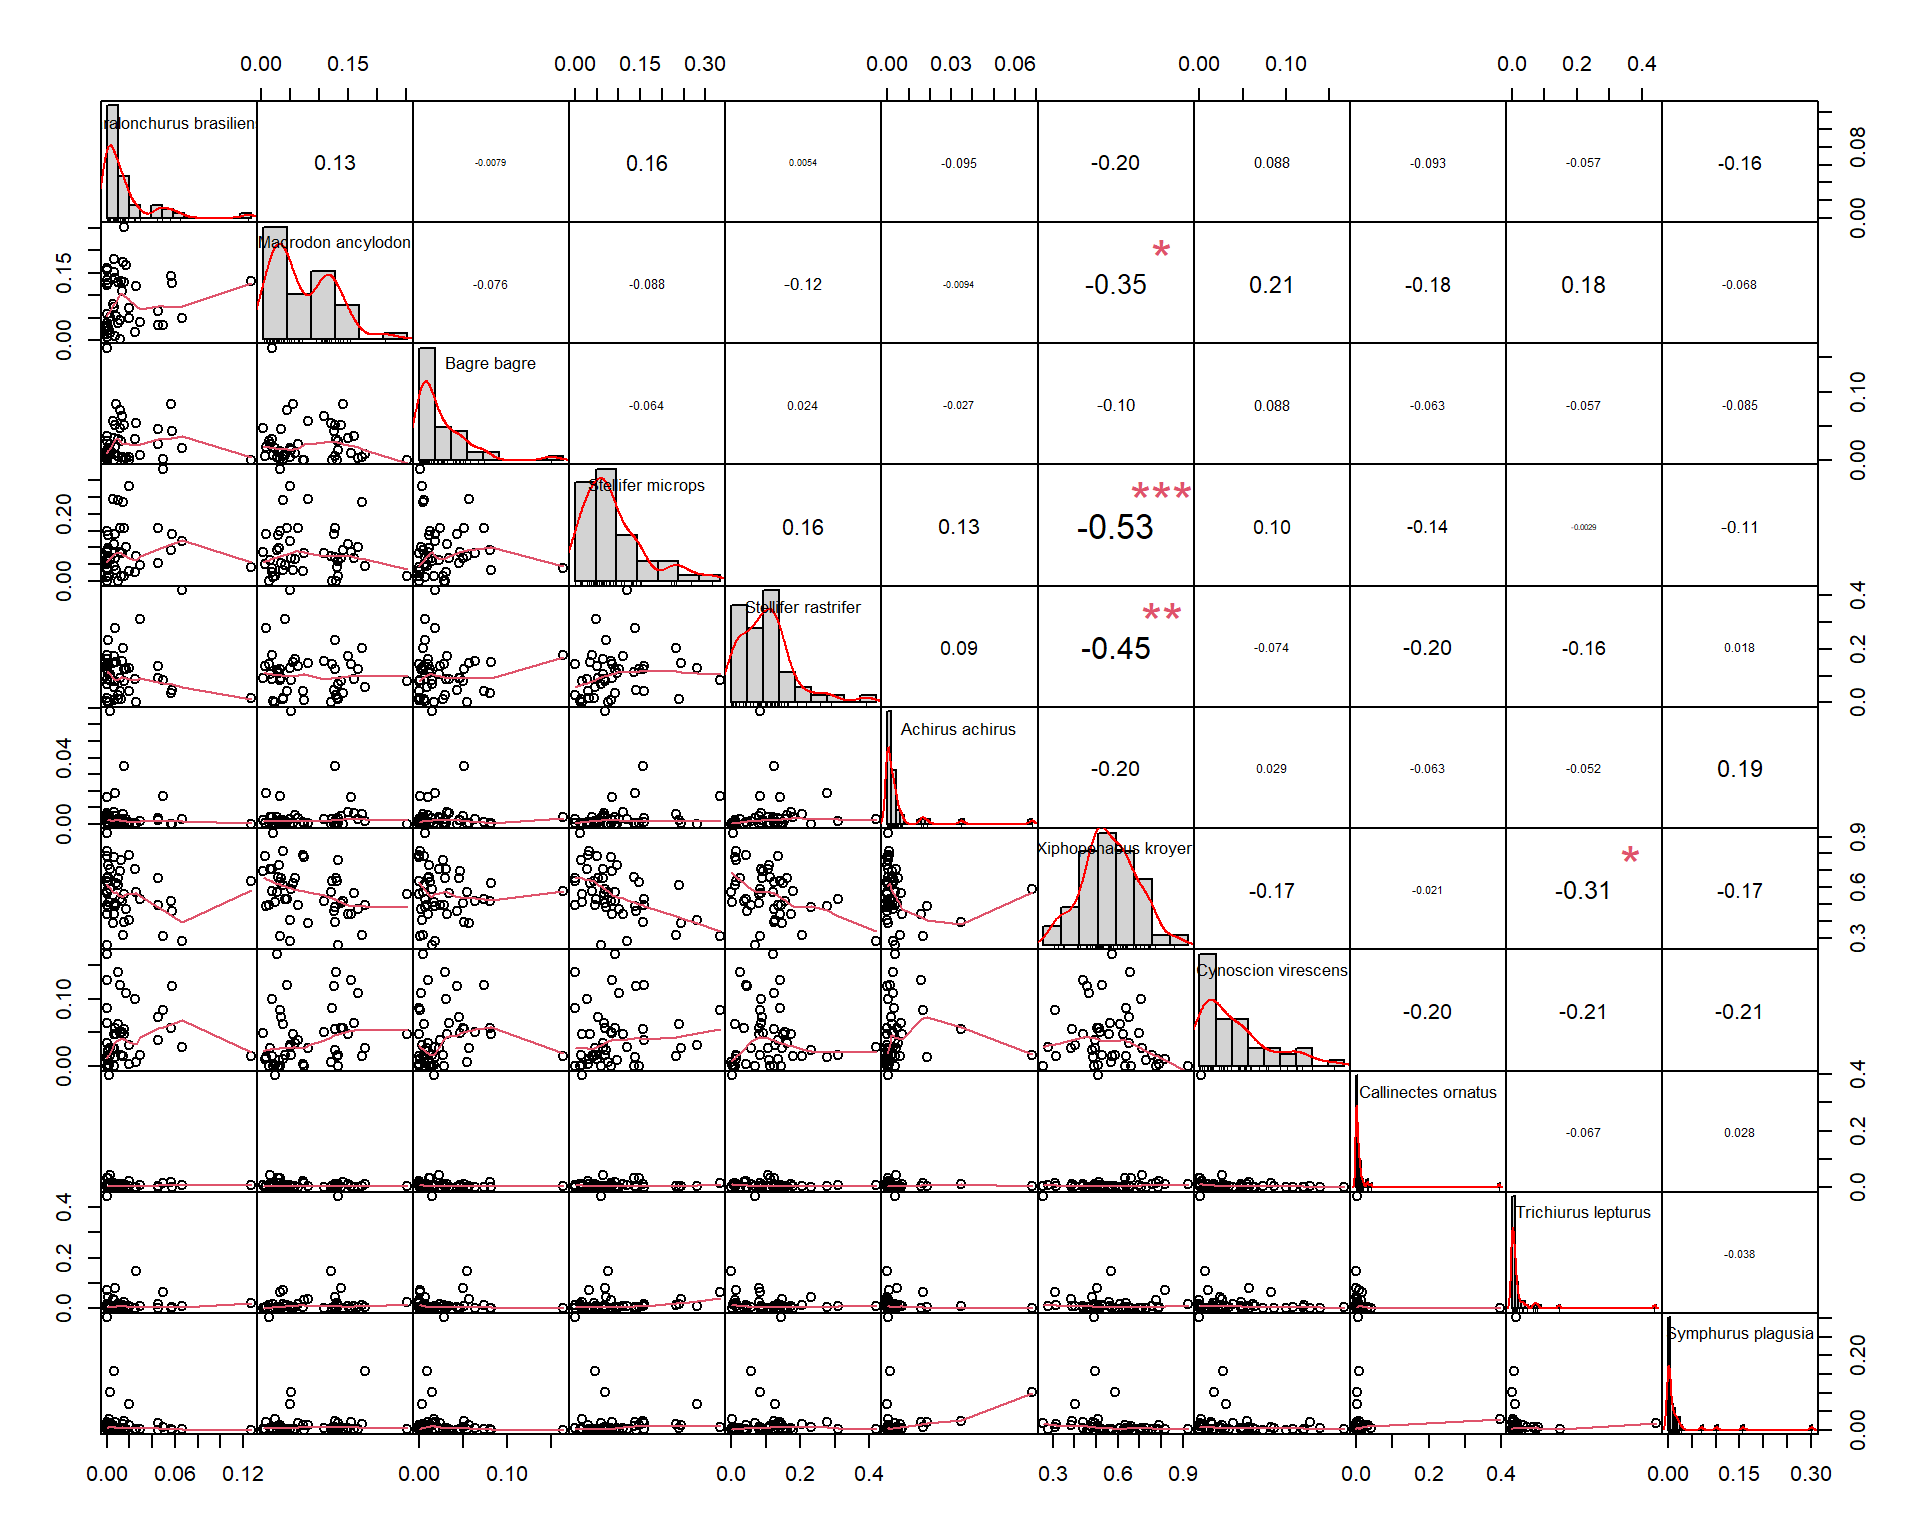 0.00 0.15 0.00 0.15 0.30 0.00 0.03 0.06 0.00 0.10 0.0 0.2 0.4
ralonchurus brasilien 0.13 -0.0079 0.16 0.0054 -0.095 -0.20 0.088 -0.093 -0.057 -0.16 0.00 0.08
0.00 0.15 Macrodon ancylodon -0.076 -0.088 -0.12 -0.0094 -0.35 * 0.21 -0.18 0.18 -0.068
Bagre bagre -0.064 0.024 -0.027 -0.10 0.088 -0.063 -0.057 -0.085 0.00 0.10
0.00 0.20 Stellifer microps 0.16 0.13 -0.53 *** 0.10 -0.14 -0.0029 -0.11
Stellifer rastrifer 0.09 -0.45 ** -0.074 -0.20 -0.16 0.018 0.0 0.2 0.4
0.00 0.04 Achirus achirus -0.20 0.029 -0.063 -0.052 0.19
Xiphopenaeus kroyer -0.17 -0.021 -0.31 * -0.17 0.3 0.6 0.9
0.00 0.10 Cynoscion virescens -0.20 -0.21 -0.21
Callinectes ornatus -0.067 0.028 0.0 0.2 0.4
0.0 0.2 0.4 Trichiurus lepturus -0.038
Symphurus plagusia 0.00 0.20
0.00 0.06 0.12 0.00 0.10 0.0 0.2 0.4 0.3 0.6 0.9 0.0 0.2 0.4 0.00 0.15 0.30